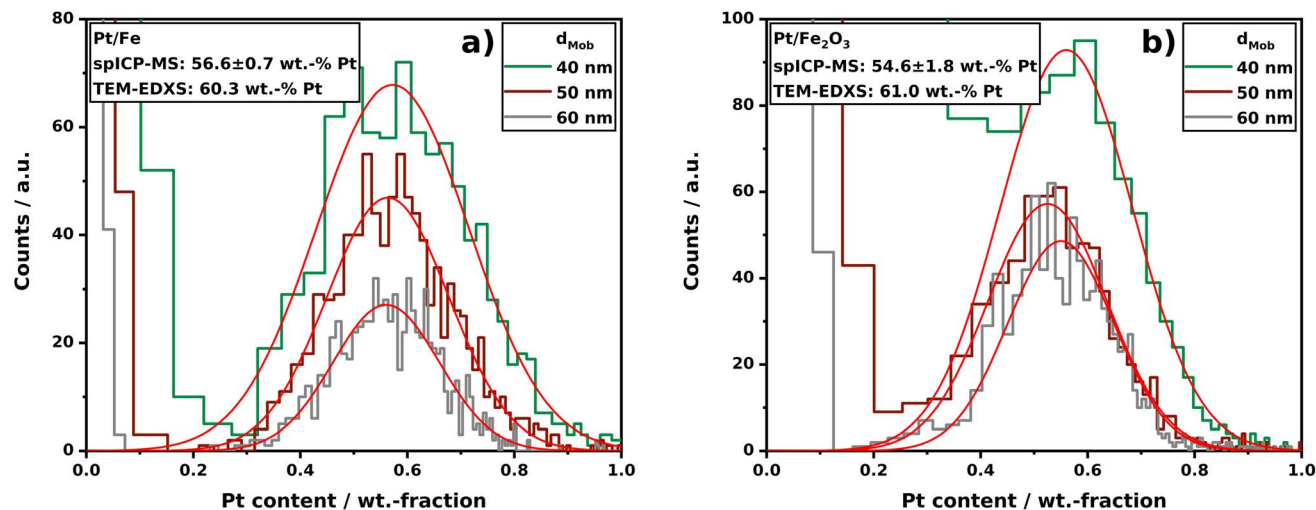 Pt/Fe
spICP-MS: 56.6±0.7 wt.-% Pt
TEM-EDXS: 60.3 wt.-% Pt
a)
d_Mob
40 nm
50 nm
60 nm
80
60
40
20
0
0.0 0.2 0.4 0.6 0.8 1.0
Counts / a.u.
Pt content / wt.-fraction
Pt/Fe₂O₃
spICP-MS: 54.6±1.8 wt.-% Pt
TEM-EDXS: 61.0 wt.-% Pt
b)
d_Mob
40 nm
50 nm
60 nm
100
80
60
40
20
0
0.0 0.2 0.4 0.6 0.8 1.0
Counts / a.u.
Pt content / wt.-fraction